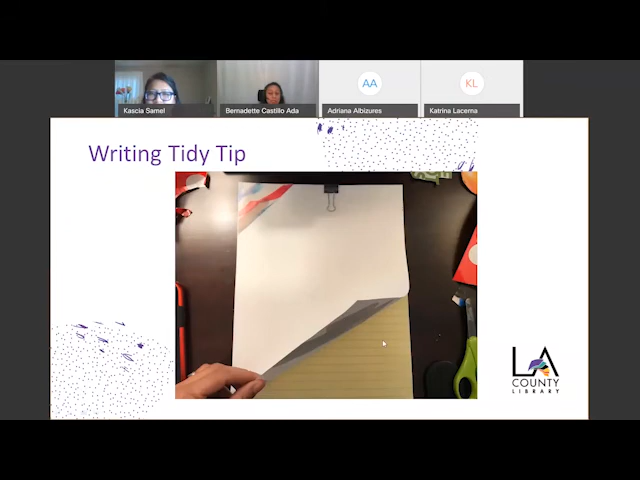 AA
KL
Kascia Samel
Bernadette Castillo Ada
Adriana Albizures
Katrina Lacerna
Writing Tidy Tip
LA
COUNTY
LIBRARY